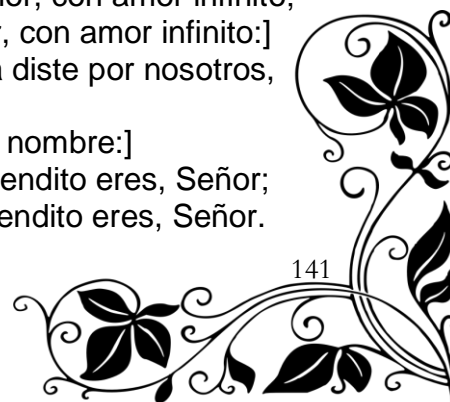 con amor infinito,
, con amor infinito:]
diste por nosotros,
nombre:]
endito eres, Señor;
endito eres, Señor.
141